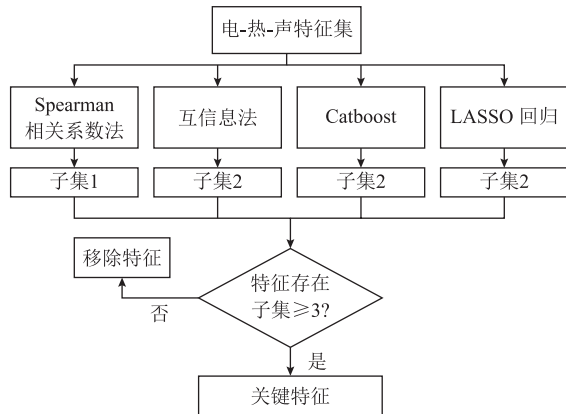 电-热-声特征集
Spearman
相关系数法
互信息法
Catboost
LASSO 回归
子集1
子集2
子集2
子集2
移除特征
特征存在
子集≥3?
否
是
关键特征